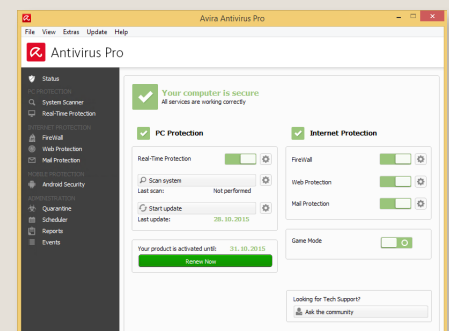 Avira Antivirus Pro
File View Extras Update Help
Antivirus Pro
Status
PC PROTECTION
System Scanner
Real-Time Protection
INTERNET PROTECTION
FireWall
Web Protection
Mail Protection
MOBILE PROTECTION
Android Security
ADMINISTRATION
Quarantine
Scheduler
Reports
Events
Your computer is secure
All services are working correctly
PC Protection
Real-Time Protection
Scan system
Last scan: Not performed
Start update
Last update: 28.10.2015
Your product is activated until: 31.10.2015
Renew Now
Internet Protection
FireWall
Web Protection
Mail Protection
Game Mode
Looking for Tech Support?
Ask the community